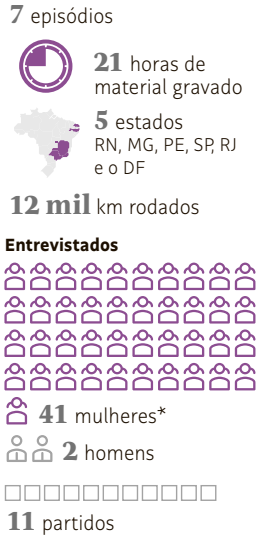 7 episódios
21 horas de
material gravado
5 estados
RN, MG, PE, SP, RJ
e o DF
12 mil km rodados
Entrevistados
41 mulheres*
2 homens
11 partidos